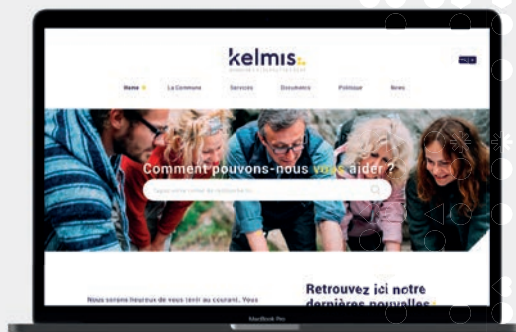 kelmis
Home La Commune Services Documents Politique News
Comment pouvons-nous vous aider ?
Nous serons heureux de vous tenir au courant. Vous
Retrouvez ici notre
dernières nouvelles
MacBook Pro